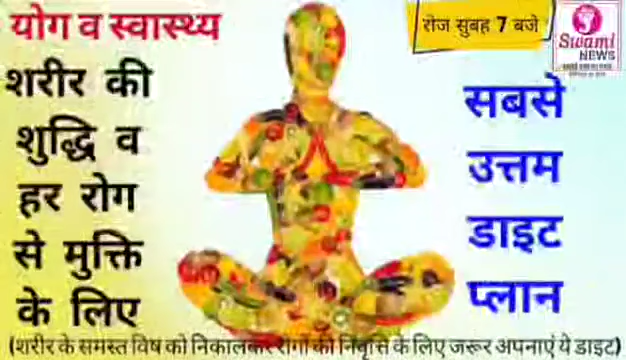 योग व स्वास्थ्य
रोज सुबह 7 बजे
Swami
NEWS
शरीर की
शुद्धि व
हर रोग
से मुक्ति
के लिए
सबसे
उत्तम
डाइट
प्लान
(शरीर के समस्त विष को निकालकर रोगों की निवृत्ति के लिए जरूर अपनाएं ये डाइट)